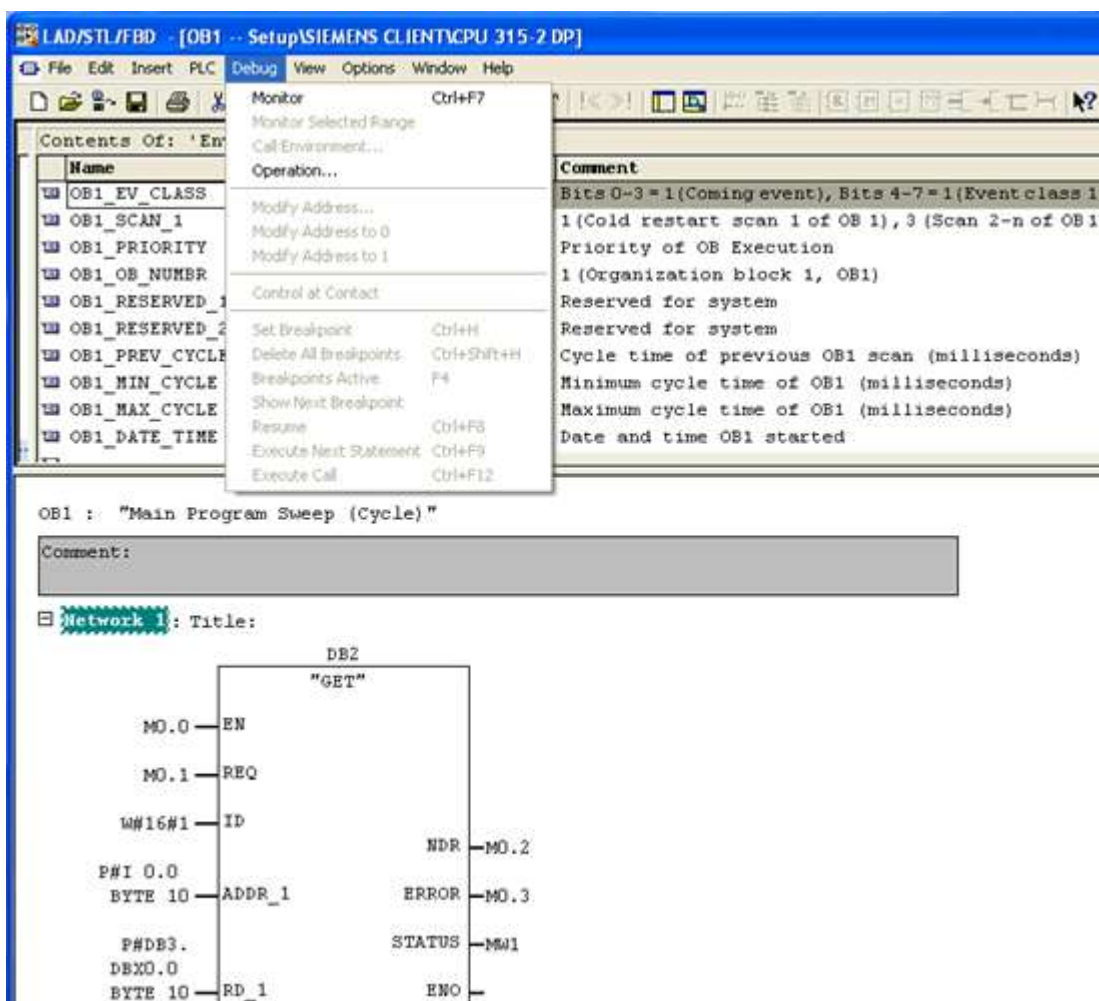 LAD/STL/FBD - [OB1 -- Setup\SIEMENS CLIENT\CPU 315-2 DP]
File Edit Insert PLC Debug View Options Window Help
Monitor Ctrl+F7
Monitor Selected Range
Call Environment...
Operation...
Modify Address...
Modify Address to 0
Modify Address to 1
Control at Contact
Set Breakpoint Ctrl+H
Delete All Breakpoints Ctrl+Shift+H
Breakpoints Active F4
Show Next Breakpoint
Resume Ctrl+F8
Execute Next Statement Ctrl+F9
Execute Call Ctrl+F12
Contents Of: 'En
Name Comment
OB1_EV_CLASS Bits 0-3 = 1 (Coming event), Bits 4-7 = 1 (Event class 1
OB1_SCAN_1 1 (Cold restart scan 1 of OB 1), 3 (Scan 2-n of OB 1
OB1_PRIORITY Priority of OB Execution
OB1_OB_NUMBR 1 (Organization block 1, OB1)
OB1_RESERVED_1 Reserved for system
OB1_RESERVED_2 Reserved for system
OB1_PREV_CYCLE Cycle time of previous OB1 scan (milliseconds)
OB1_MIN_CYCLE Minimum cycle time of OB1 (milliseconds)
OB1_MAX_CYCLE Maximum cycle time of OB1 (milliseconds)
OB1_DATE_TIME Date and time OB1 started
OB1 : "Main Program Sweep (Cycle)"
Comment:
Network 1: Title:
DB2
"GET"
M0.0 EN
M0.1 REQ
W#16#1 ID
NDR M0.2
P#I 0.0
BYTE 10 ADDR_1 ERROR M0.3
P#DB3. STATUS MW1
DBX0.0
BYTE 10 RD_1 ENO